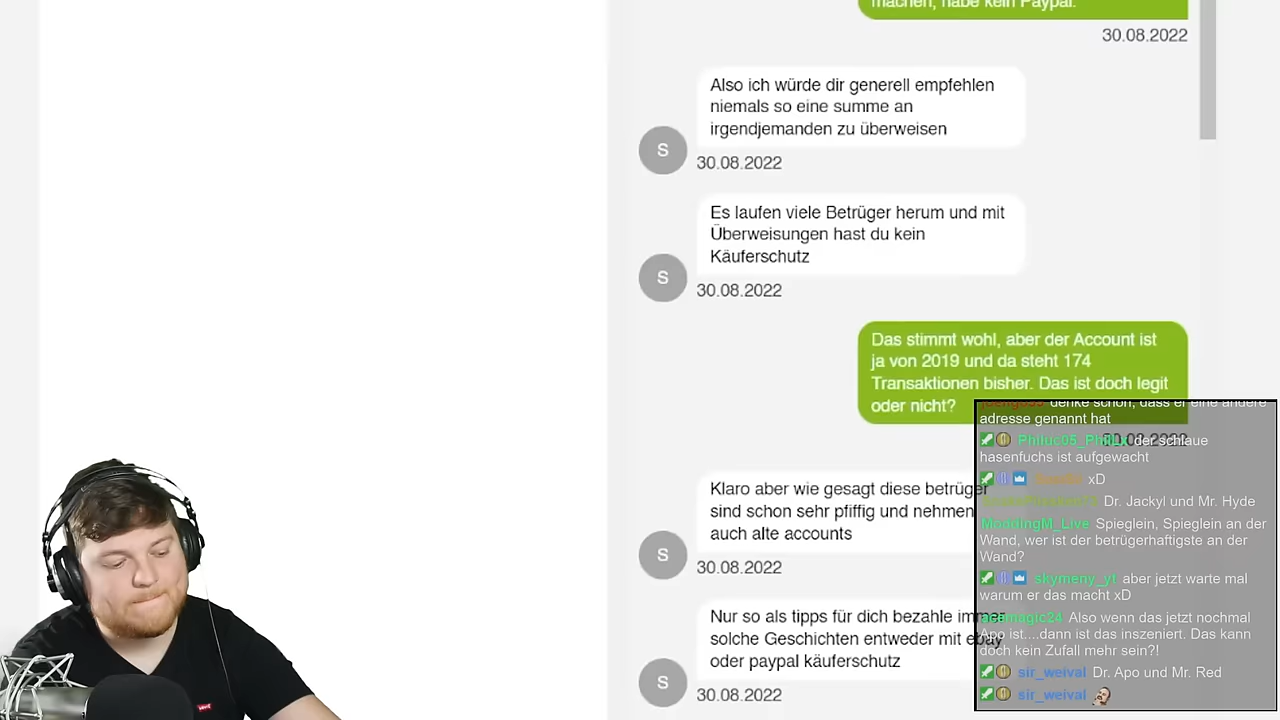 machen, habe kein Paypal.
30.08.2022
Also ich würde dir generell empfehlen
niemals so eine summe an
irgendjemanden zu überweisen
S
30.08.2022
Es laufen viele Betrüger herum und mit
Überweisungen hast du kein
Käuferschutz
S
30.08.2022
Das stimmt wohl, aber der Account ist
ja von 2019 und da steht 174
Transaktionen bisher. Das ist doch legit
oder nicht?
30.08.2022
Klaro aber wie gesagt diese betrüger
sind schon sehr pfiffig und nehmen
auch alte accounts
S
30.08.2022
Nur so als tipps für dich bezahle immer
solche Geschichten entweder mit ebay
oder paypal käuferschutz
S
30.08.2022
denke schon, dass er eine andere
adresse genannt hat
der schlaue
hasenfuchs ist aufgewacht
xD
Dr. Jackyl und Mr. Hyde
ModdingM_Live Spieglein, Spieglein an der
Wand, wer ist der betrügerhaftigste an der
Wand?
skymeny_yt aber jetzt warte mal
warum er das macht xD
Also wenn das jetzt nochmal
Apo ist....dann ist das inszeniert. Das kann
doch kein Zufall mehr sein?!
sir_weival Dr. Apo und Mr. Red
sir_weival